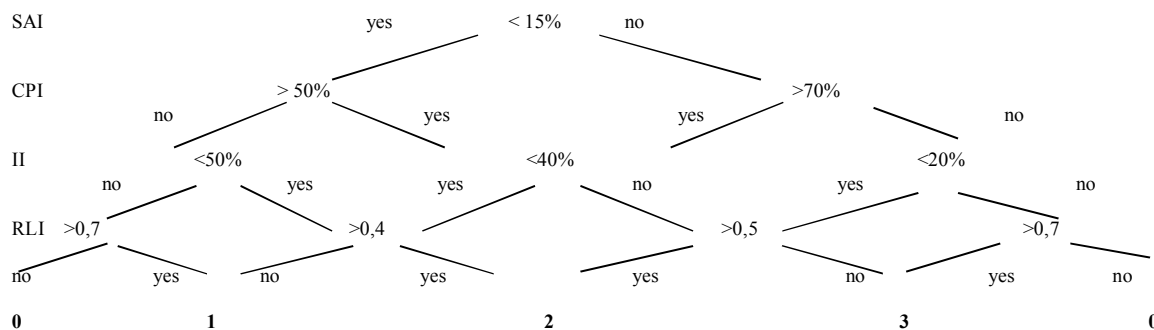 SAI yes < 15% no
CPI > 50% >70%
no yes yes no
II <50% <40% <20%
no yes yes no yes no
RLI >0,7 >0,4 >0,5 >0,7
no yes no yes yes no yes no
0 1 2 3 0